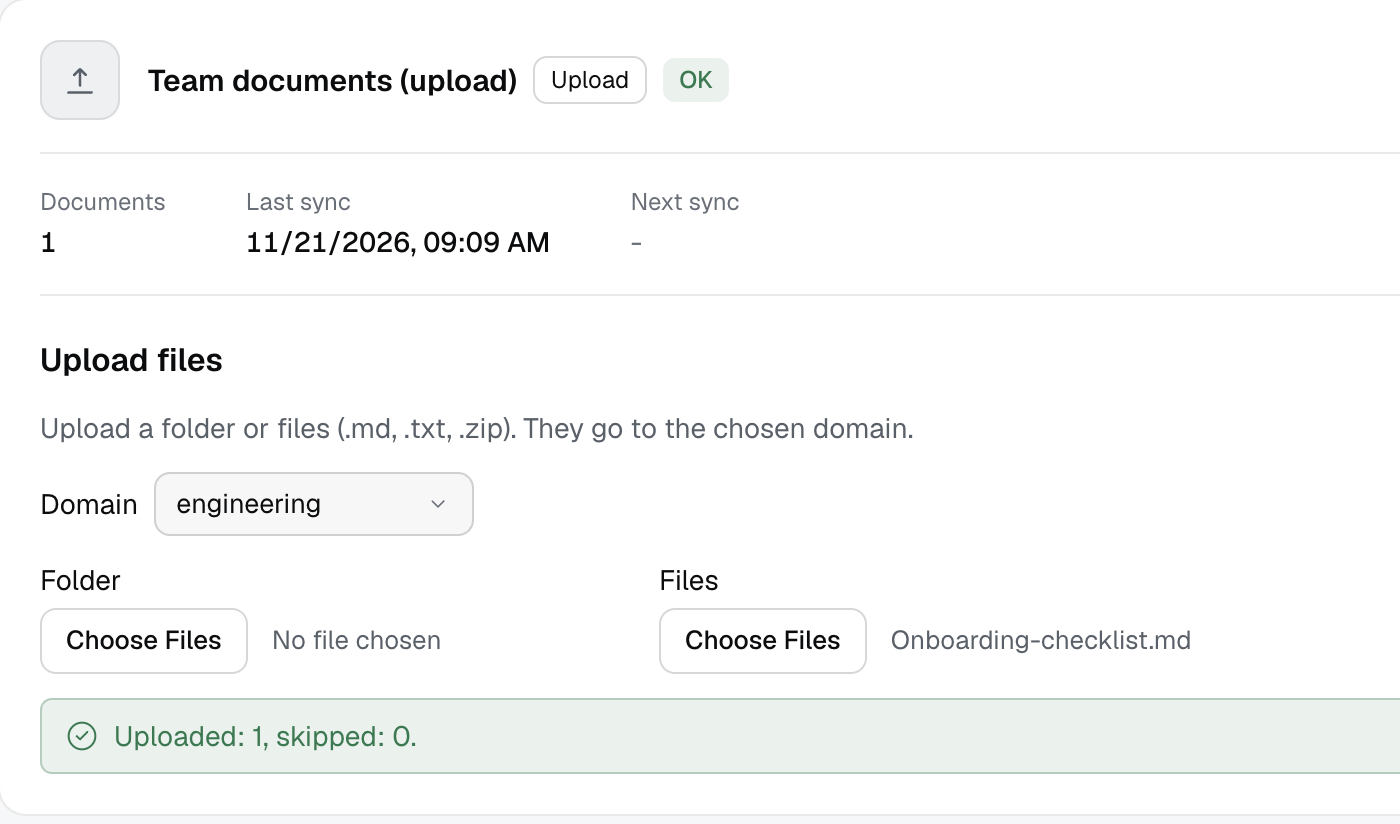 Team documents (upload) Upload OK
Documents Last sync Next sync
1 11/21/2026, 09:09 AM -
Upload files
Upload a folder or files (.md, .txt, .zip). They go to the chosen domain.
Domain engineering
Folder Files
Choose Files No file chosen Choose Files Onboarding-checklist.md
Uploaded: 1, skipped: 0.